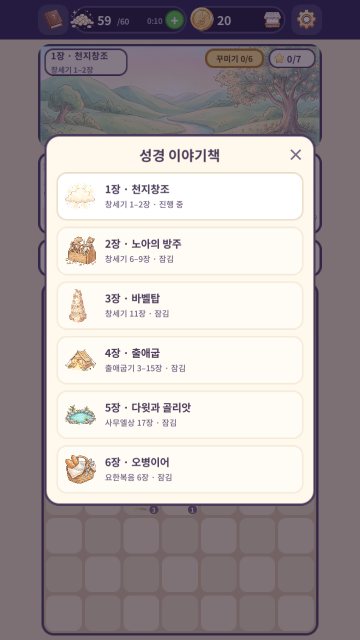 59 /60 0:10 + 20
1장 · 천지창조
창세기 1-2장
꾸미기 0/6
0/7
성경 이야기책
1장 · 천지창조
창세기 1-2장 · 진행 중
2장 · 노아의 방주
창세기 6-9장 · 잠김
3장 · 바벨탑
창세기 11장 · 잠김
4장 · 출애굽
출애굽기 3-15장 · 잠김
5장 · 다윗과 골리앗
사무엘상 17장 · 잠김
6장 · 오병이어
요한복음 6장 · 잠김
3 1